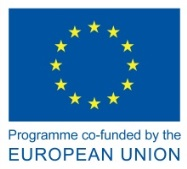 Programme co-funded by the
EUROPEAN UNION